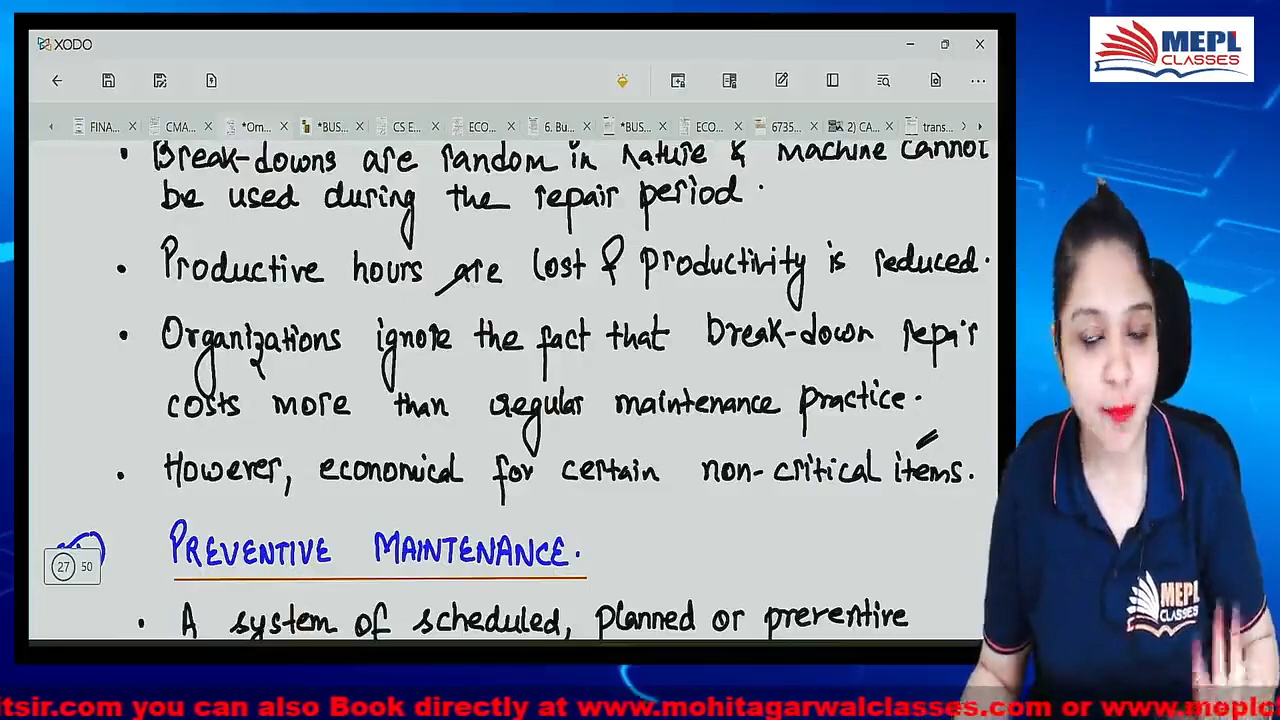 XODO
MEPL
CLASSES
FINA... CMA... *Om... *BUS... CS E... ECO... 6. Bu... *BUS... ECO... 6735... 2) CA... trans...
• Break-downs are random in nature & machine cannot
be used during the repair period.
• Productive hours are lost & productivity is reduced.
• Organizations ignore the fact that break-down repair
costs more than regular maintenance practice.
• However, economical for certain non-critical items.
PREVENTIVE MAINTENANCE.
27 50
• A system of scheduled, planned or preventive
MEPL
CLASSES
itsir.com you can also Book directly at www.mohitagarwalclasses.com or www.meplc